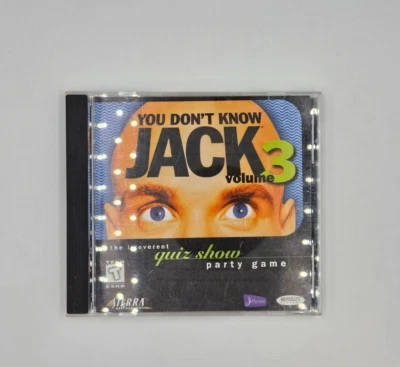 YOU DON'T KNOW
JACK
volume 3
the irreverent
quiz show
party game
T
SIERRA